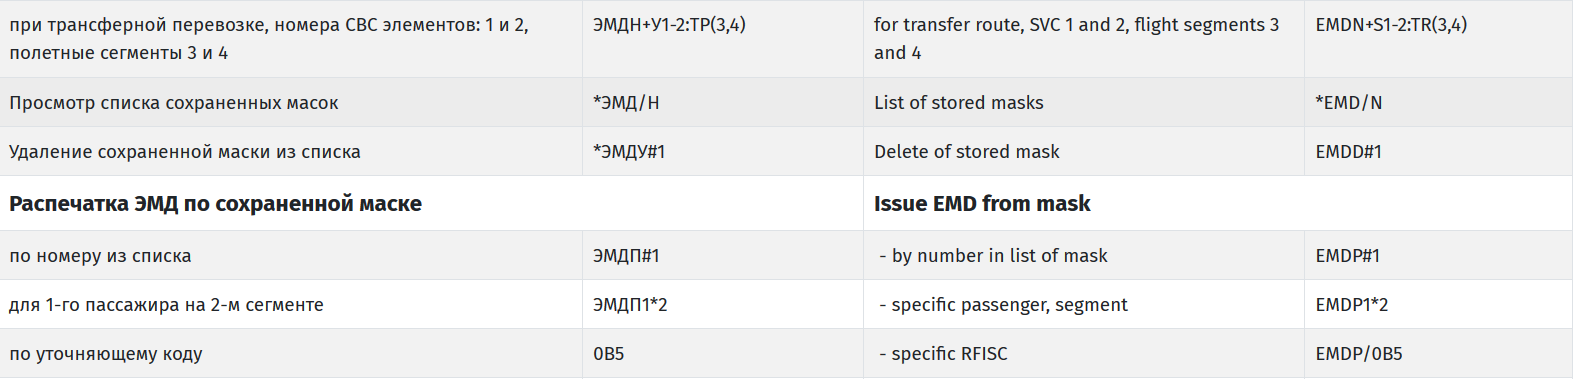 при трансферной перевозке, номера СВС элементов: 1 и 2, полетные сегменты 3 и 4 ЭМДН+У1-2:ТР(3,4) for transfer route, SVC 1 and 2, flight segments 3 and 4 EMDN+S1-2:TR(3,4)
Просмотр списка сохраненных масок *ЭМД/Н List of stored masks *EMD/N
Удаление сохраненной маски из списка *ЭМДУ#1 Delete of stored mask EMDD#1
Распечатка ЭМД по сохраненной маске Issue EMD from mask
по номеру из списка ЭМДП#1 - by number in list of mask EMDP#1
для 1-го пассажира на 2-м сегменте ЭМДП1*2 - specific passenger, segment EMDP1*2
по уточняющему коду 0В5 - specific RFISC EMDP/0B5